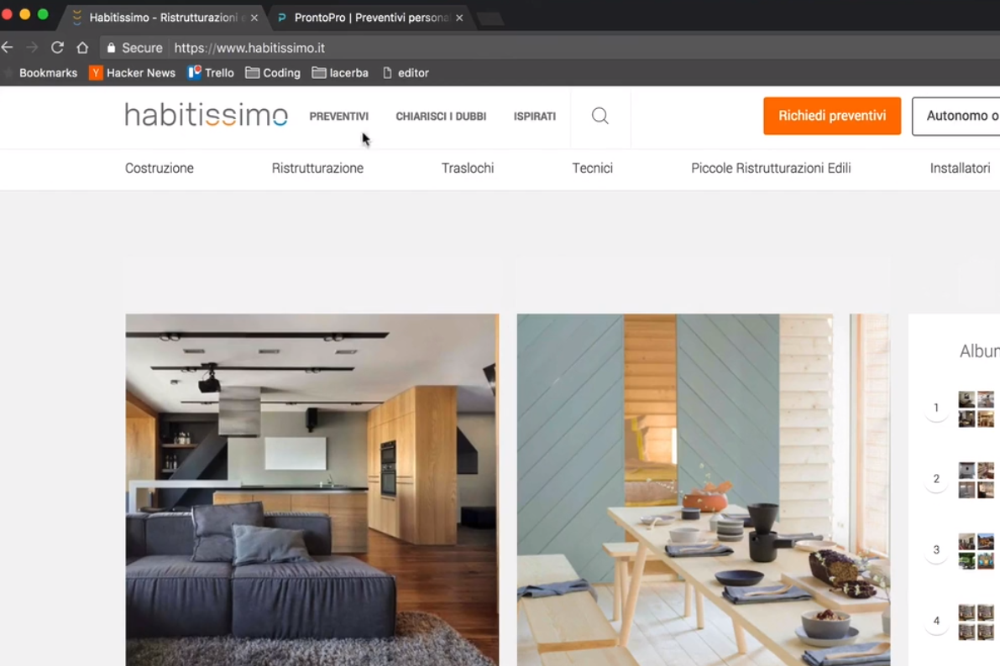 Habitissimo - Ristrutturazioni e
ProntoPro | Preventivi persona
Secure https://www.habitissimo.it
Bookmarks Hacker News Trello Coding lacerba editor
habitissimo PREVENTIVI CHIARISCI I DUBBI ISPIRATI Richiedi preventivi Autonomo o
Costruzione Ristrutturazione Traslochi Tecnici Piccole Ristrutturazioni Edili Installatori
Album
1
2
3
4